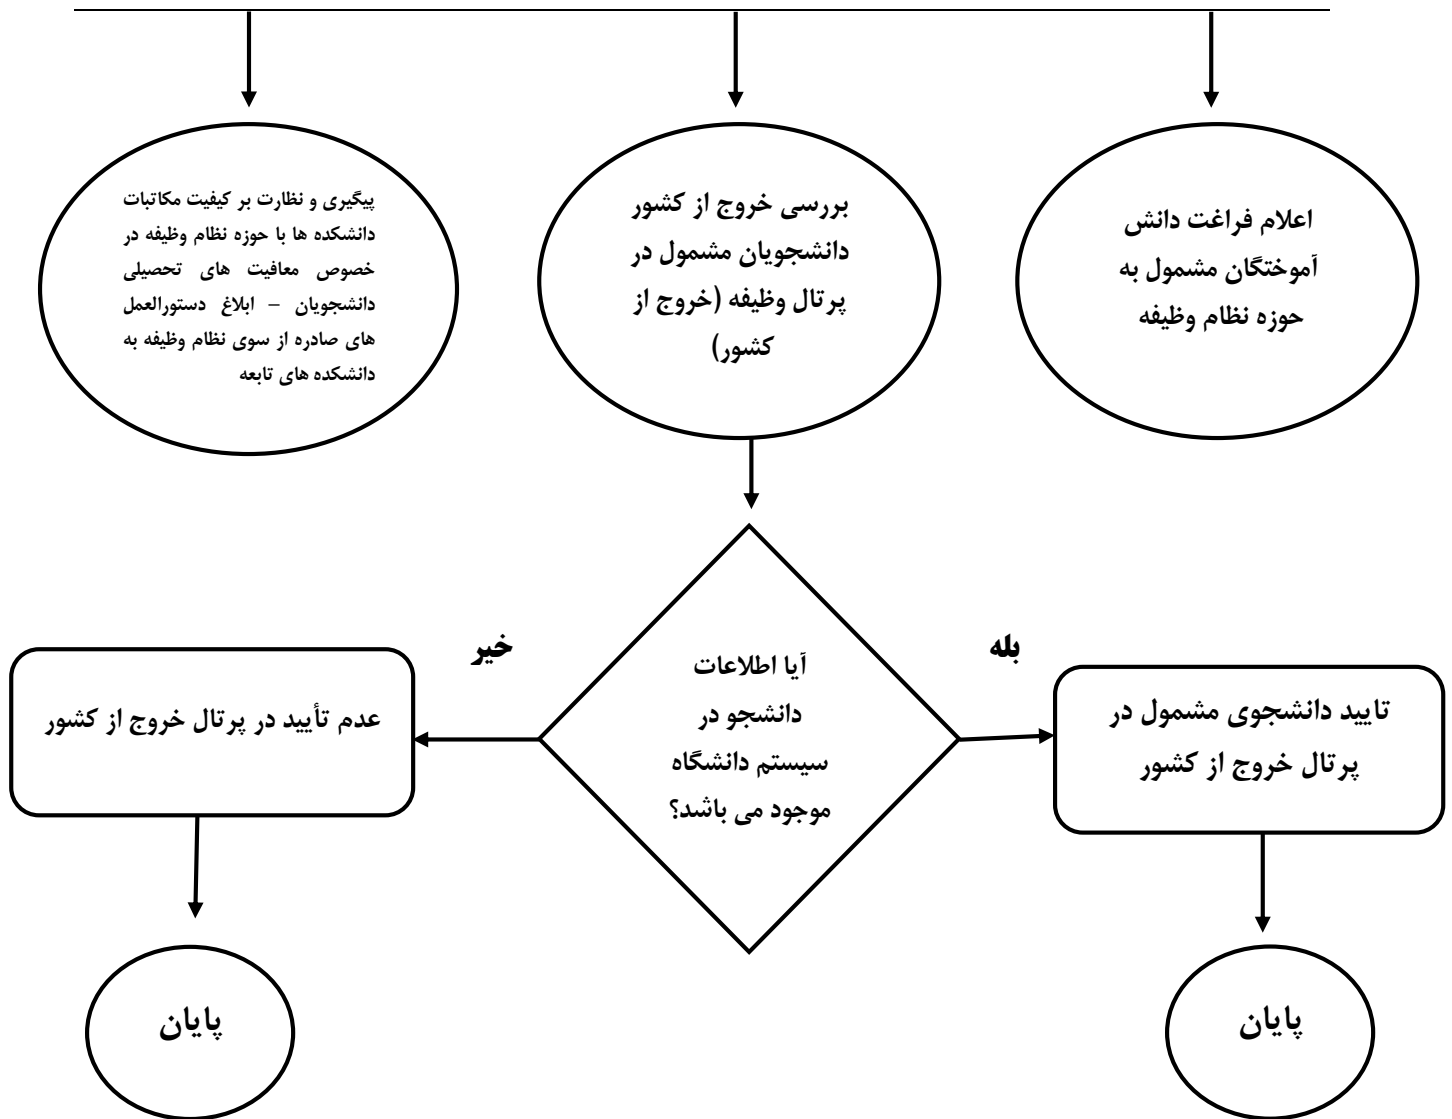 اعلام فراغت دانش
آموختگان مشمول به
حوزه نظام وظیفه
بررسی خروج از کشور
دانشجویان مشمول در
پرتال وظیفه (خروج از
کشور)
پیگیری و نظارت بر کیفیت مکاتبات
دانشکده ها با حوزه نظام وظیفه در
خصوص معافیت های تحصیلی
دانشجویان – ابلاغ دستورالعمل
های صادره از سوی نظام وظیفه به
دانشکده های تابعه
آیا اطلاعات
دانشجو در
سیستم دانشگاه
موجود می باشد؟
بله
خیر
تایید دانشجوی مشمول در
پرتال خروج از کشور
عدم تأیید در پرتال خروج از کشور
پایان
پایان